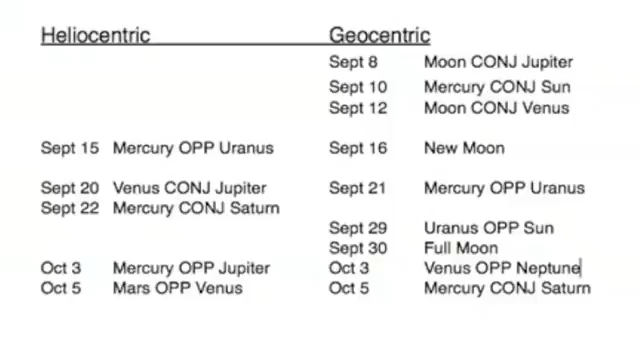 Heliocentric Geocentric
Sept 8 Moon CONJ Jupiter
Sept 10 Mercury CONJ Sun
Sept 12 Moon CONJ Venus
Sept 15 Mercury OPP Uranus Sept 16 New Moon
Sept 20 Venus CONJ Jupiter Sept 21 Mercury OPP Uranus
Sept 22 Mercury CONJ Saturn
Sept 29 Uranus OPP Sun
Sept 30 Full Moon
Oct 3 Mercury OPP Jupiter Oct 3 Venus OPP Neptune
Oct 5 Mars OPP Venus Oct 5 Mercury CONJ Saturn